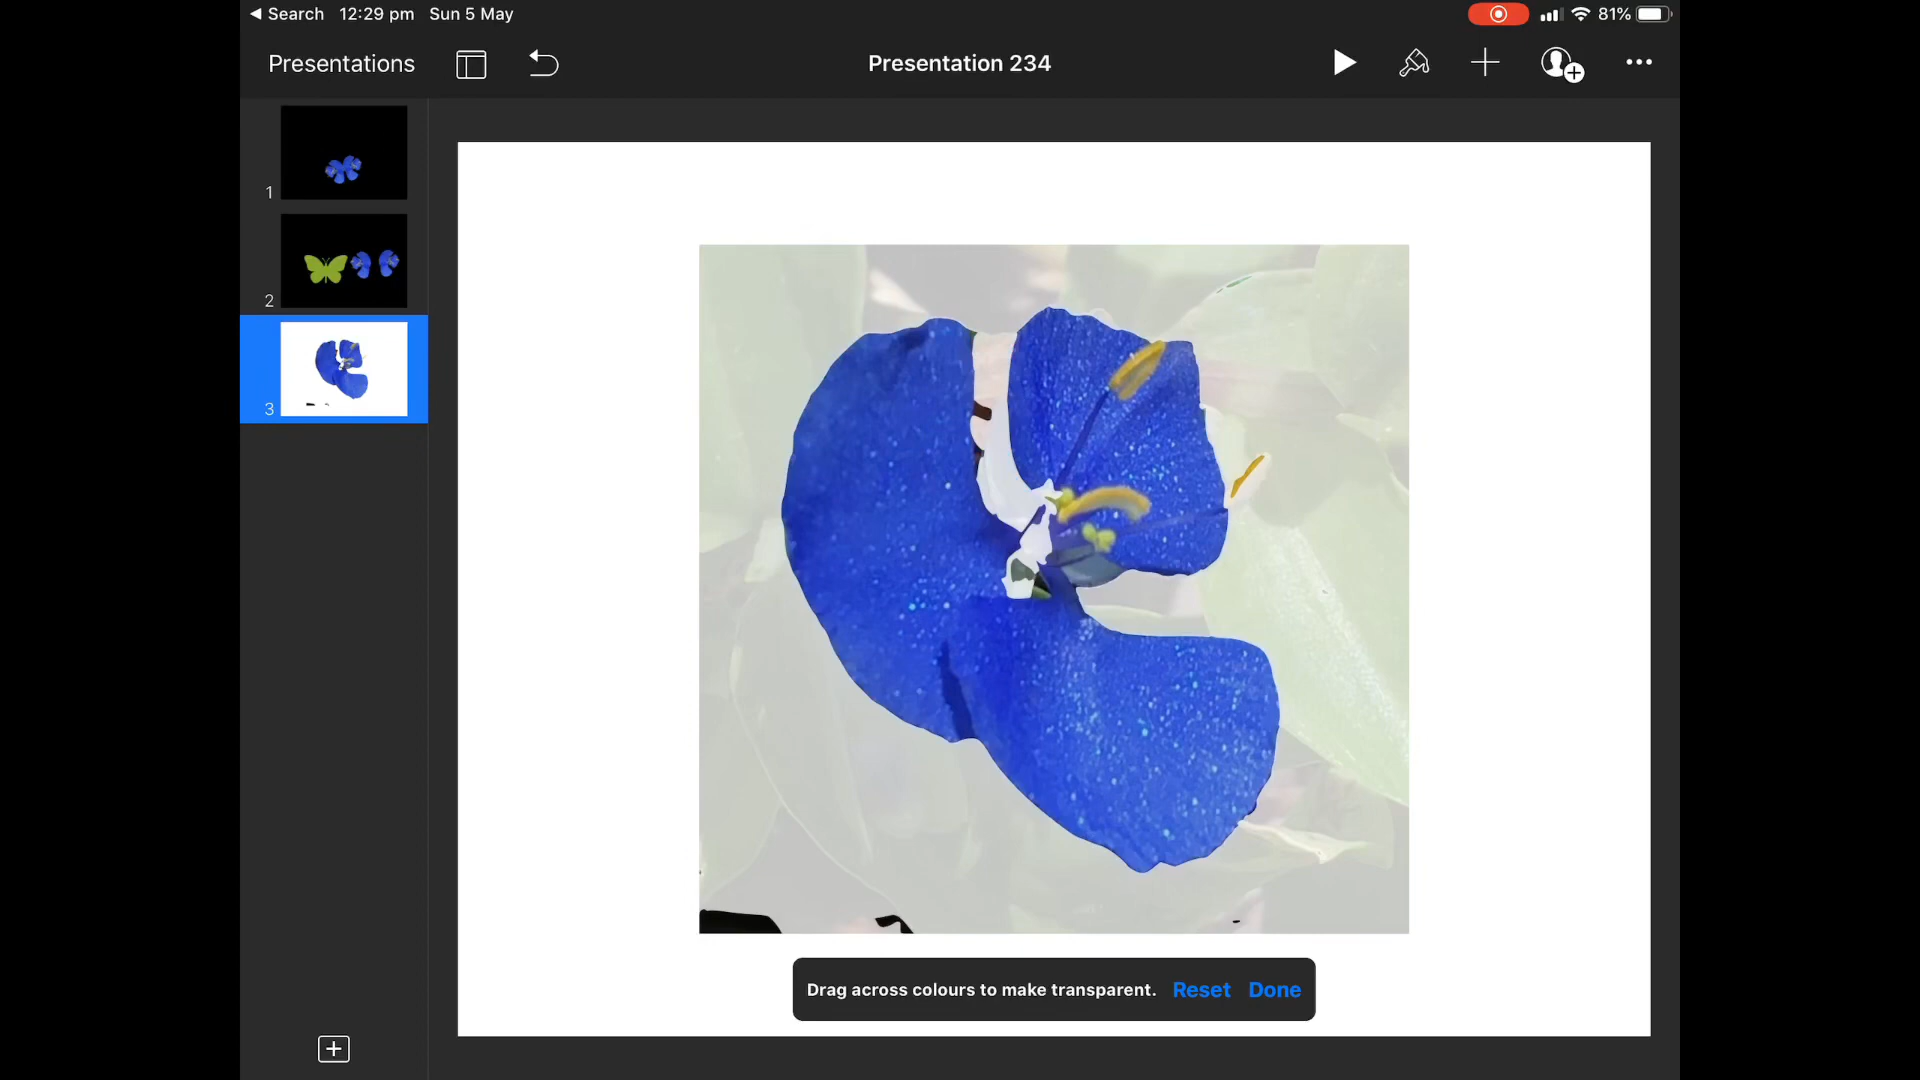 Search 12:29 pm Sun 5 May 81%
Presentations Presentation 234
1
2
3
Drag across colours to make transparent. Reset Done